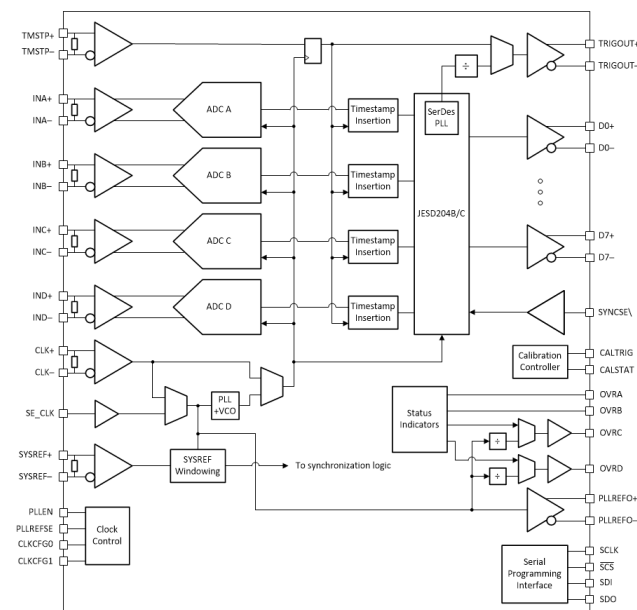 TMSTP+
TMSTP–
TRIGOUT+
TRIGOUT–
÷
SerDes
PLL
INA+
INA–
ADC A
Timestamp
Insertion
D0+
D0–
INB+
INB–
ADC B
Timestamp
Insertion
JESD204B/C
INC+
INC–
ADC C
Timestamp
Insertion
D7+
D7–
IND+
IND–
ADC D
Timestamp
Insertion
SYNCSE\
CLK+
CLK–
Calibration
Controller
CALTRIG
CALSTAT
SE_CLK
PLL
+VCO
Status
Indicators
OVRA
OVRB
OVRC
÷
OVRD
÷
SYSREF+
SYSREF–
SYSREF
Windowing
To synchronization logic
PLLREFO+
PLLREFO–
PLLEN
PLLREFSE
CLKCFG0
CLKCFG1
Clock
Control
Serial
Programming
Interface
SCLK
SCS
SDI
SDO